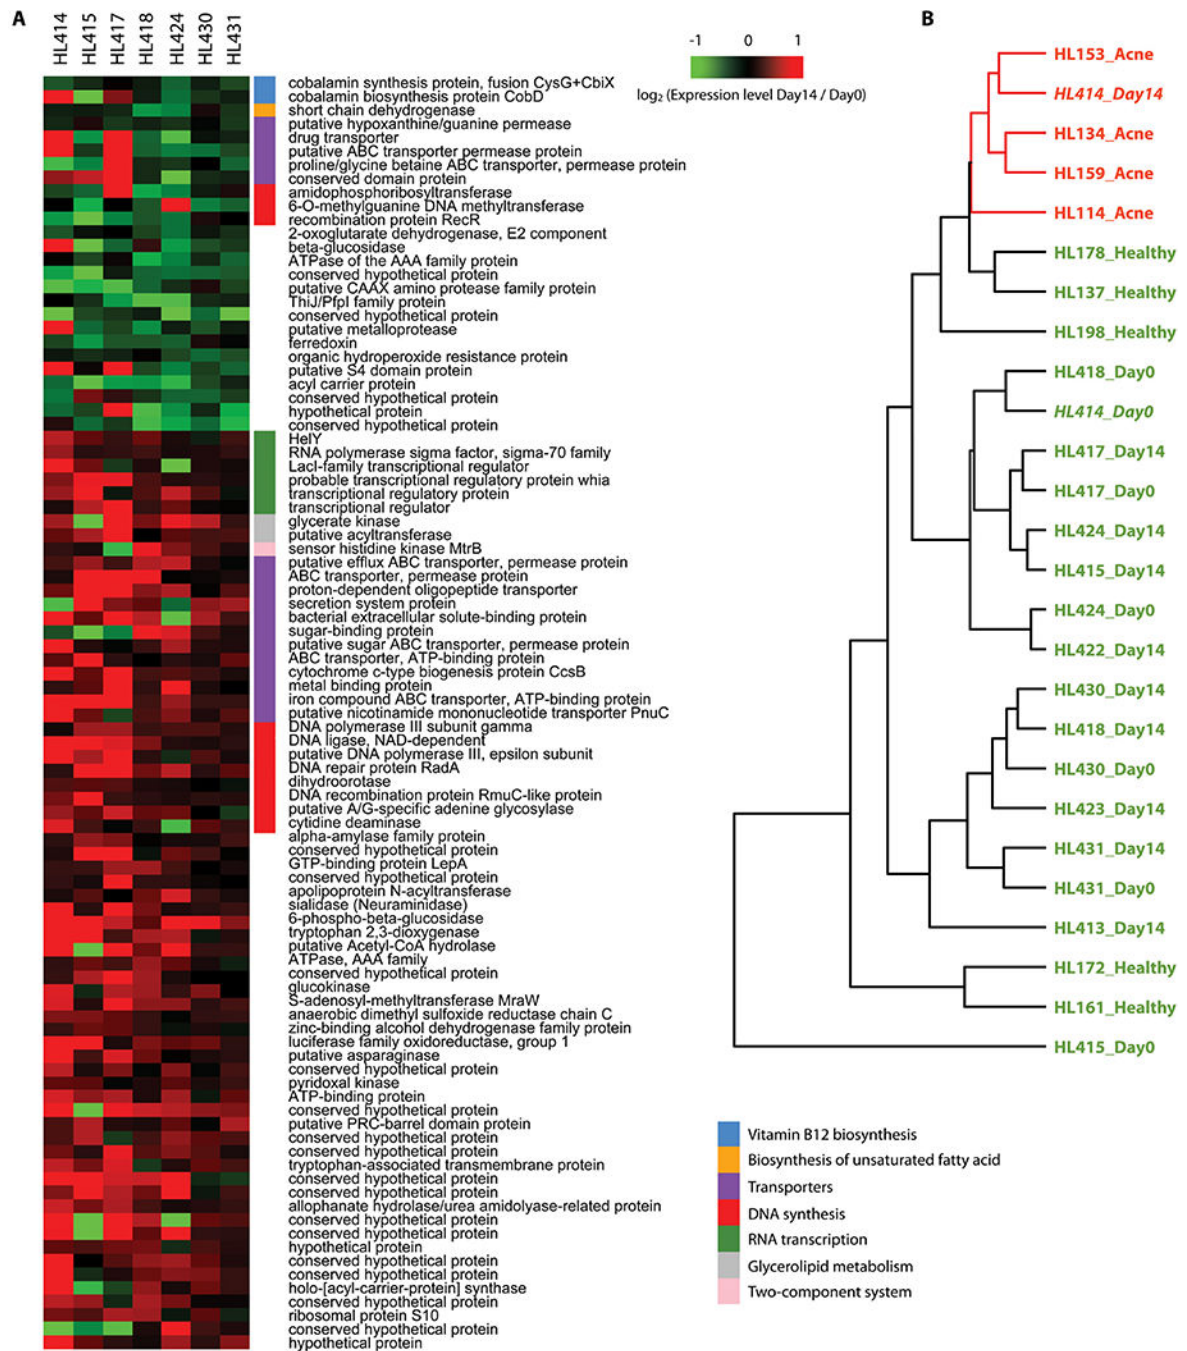 A
HL414
HL415
HL417
HL418
HL424
HL430
HL431
-1
0
1
log₂ (Expression level Day14 / Day0)
cobalamin synthesis protein, fusion CysG+CbiX
cobalamin biosynthesis protein CobD
short chain dehydrogenase
putative hypoxanthine/guanine permease
drug transporter
putative ABC transporter permease protein
proline/glycine betaine ABC transporter, permease protein
conserved domain protein
amidophosphoribosyltransferase
6-O-methylguanine DNA methyltransferase
recombination protein RecR
2-oxoglutarate dehydrogenase, E2 component
beta-glucosidase
ATPase of the AAA family protein
conserved hypothetical protein
putative CAAX amino protease family protein
ThiJ/PfpI family protein
conserved hypothetical protein
putative metalloprotease
ferredoxin
organic hydroperoxide resistance protein
putative S4 domain protein
acyl carrier protein
conserved hypothetical protein
hypothetical protein
conserved hypothetical protein
HelY
RNA polymerase sigma factor, sigma-70 family
LacI-family transcriptional regulator
probable transcriptional regulatory protein whia
transcriptional regulatory protein
transcriptional regulator
glycerate kinase
putative acyltransferase
sensor histidine kinase MtrB
putative efflux ABC transporter, permease protein
ABC transporter, permease protein
proton-dependent oligopeptide transporter
secretion system protein
bacterial extracellular solute-binding protein
sugar-binding protein
putative sugar ABC transporter, permease protein
ABC transporter, ATP-binding protein
cytochrome c-type biogenesis protein CcsB
metal binding protein
iron compound ABC transporter, ATP-binding protein
putative nicotinamide mononucleotide transporter PnuC
DNA polymerase III subunit gamma
DNA ligase, NAD-dependent
putative DNA polymerase III, epsilon subunit
DNA repair protein RadA
dihydroorotase
DNA recombination protein RmuC-like protein
putative A/G-specific adenine glycosylase
cytidine deaminase
alpha-amylase family protein
conserved hypothetical protein
GTP-binding protein LepA
conserved hypothetical protein
apolipoprotein N-acyltransferase
sialidase (Neuraminidase)
6-phospho-beta-glucosidase
tryptophan 2,3-dioxygenase
putative Acetyl-CoA hydrolase
ATPase, AAA family
conserved hypothetical protein
glucokinase
S-adenosyl-methyltransferase MraW
anaerobic dimethyl sulfoxide reductase chain C
zinc-binding alcohol dehydrogenase family protein
luciferase family oxidoreductase, group 1
putative asparaginase
conserved hypothetical protein
pyridoxal kinase
ATP-binding protein
conserved hypothetical protein
putative PRC-barrel domain protein
conserved hypothetical protein
conserved hypothetical protein
tryptophan-associated transmembrane protein
conserved hypothetical protein
conserved hypothetical protein
allophanate hydrolase/urea amidolyase-related protein
conserved hypothetical protein
conserved hypothetical protein
hypothetical protein
conserved hypothetical protein
conserved hypothetical protein
holo-[acyl-carrier-protein] synthase
conserved hypothetical protein
ribosomal protein S10
conserved hypothetical protein
hypothetical protein
B
HL153_Acne
HL414_Day14
HL134_Acne
HL159_Acne
HL114_Acne
HL178_Healthy
HL137_Healthy
HL198_Healthy
HL418_Day0
HL414_Day0
HL417_Day14
HL417_Day0
HL424_Day14
HL415_Day14
HL424_Day0
HL422_Day14
HL430_Day14
HL418_Day14
HL430_Day0
HL423_Day14
HL431_Day14
HL431_Day0
HL413_Day14
HL172_Healthy
HL161_Healthy
HL415_Day0
Vitamin B12 biosynthesis
Biosynthesis of unsaturated fatty acid
Transporters
DNA synthesis
RNA transcription
Glycerolipid metabolism
Two-component system